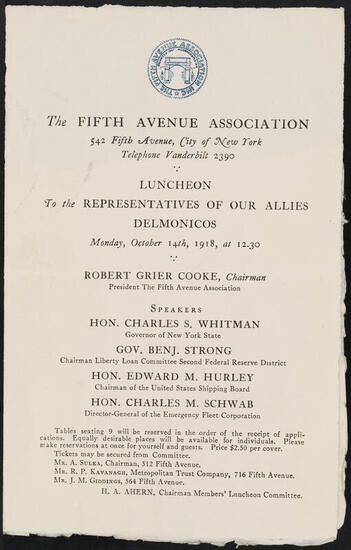 THE FIFTH AVENUE ASSOCIATION INC.
The FIFTH AVENUE ASSOCIATION
542 Fifth Avenue, City of New York
Telephone Vanderbilt 2390
LUNCHEON
To the REPRESENTATIVES OF OUR ALLIES
DELMONICOS
Monday, October 14th, 1918, at 12.30
ROBERT GRIER COOKE, Chairman
President The Fifth Avenue Association
SPEAKERS
HON. CHARLES S. WHITMAN
Governor of New York State
GOV. BENJ. STRONG
Chairman Liberty Loan Committee Second Federal Reserve District
HON. EDWARD M. HURLEY
Chairman of the United States Shipping Board
HON. CHARLES M. SCHWAB
Director-General of the Emergency Fleet Corporation
Tables seating 9 will be reserved in the order of the receipt of appli-
cations. Equally desirable places will be available for individuals. Please
make reservations at once for yourself and guests. Price $2.50 per cover.
Tickets may be secured from Committee.
MR. A. SULKA, Chairman, 512 Fifth Avenue.
MR. R. P. KAVANAGH, Metropolitan Trust Company, 716 Fifth Avenue.
MR. J. M. GIDDINGS, 564 Fifth Avenue.
H. A. AHERN, Chairman Members' Luncheon Committee.